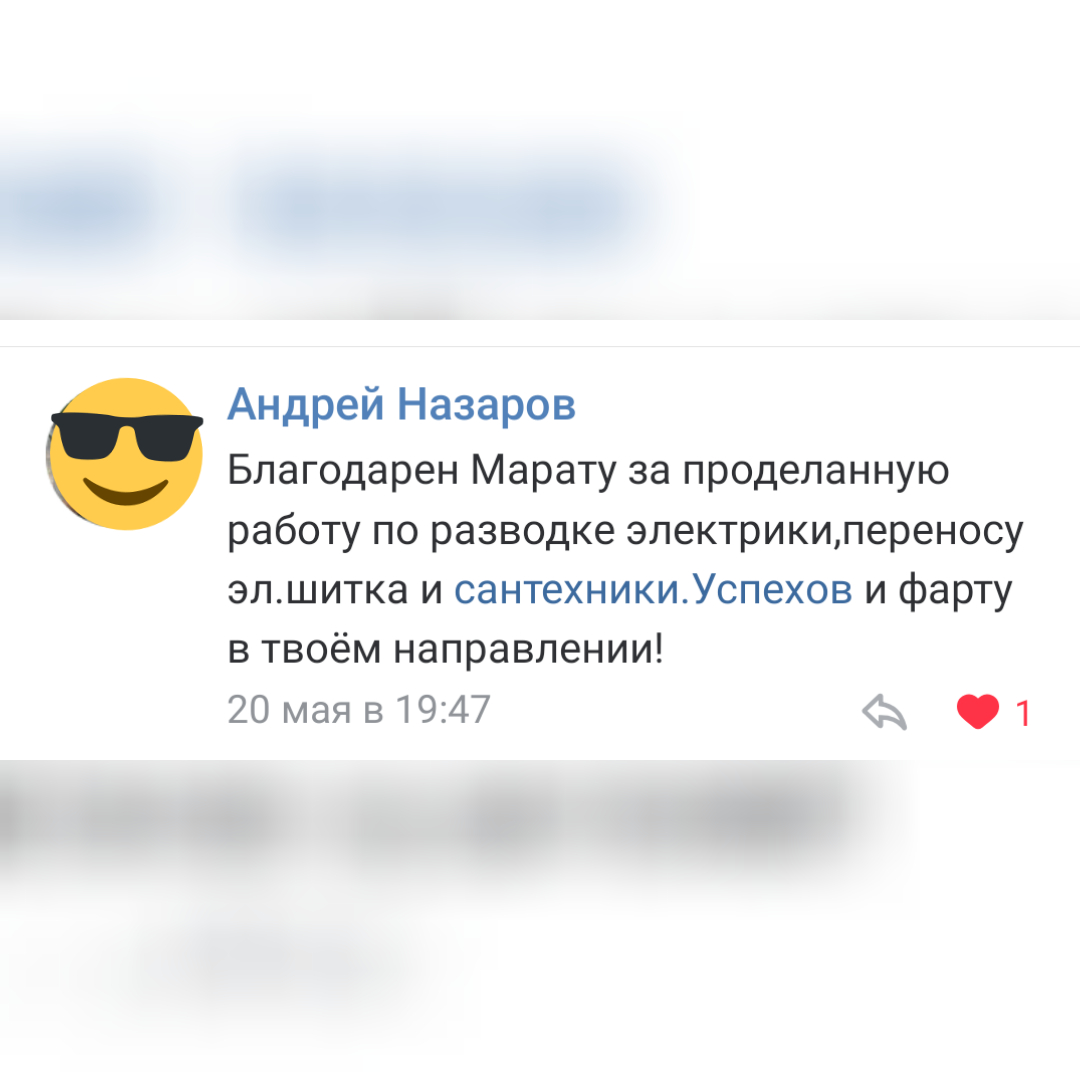 Андрей Назаров
Благодарен Марату за проделанную
работу по разводке электрики,переносу
эл.шитка и сантехники.Успехов и фарту
в твоём направлении!
20 мая в 19:47
1